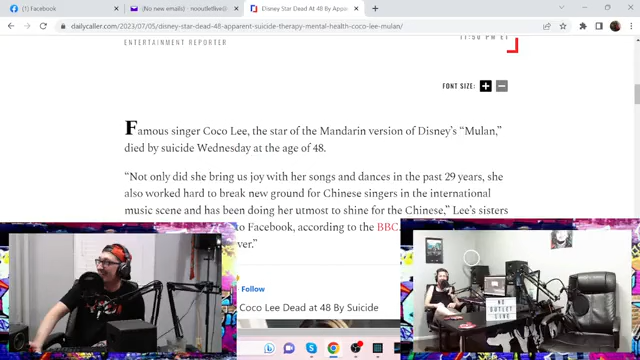 (1) Facebook
(No new emails) - nooutletlive@
Disney Star Dead At 48 By Appare
dailycaller.com/2023/07/05/disney-star-dead-48-apparent-suicide-therapy-mental-health-coco-lee-mulan/
ENTERTAINMENT REPORTER
11:58 PM ET
FONT SIZE:
Famous singer Coco Lee, the star of the Mandarin version of Disney's "Mulan,"
died by suicide Wednesday at the age of 48.
"Not only did she bring us joy with her songs and dances in the past 29 years, she
also worked hard to break new ground for Chinese singers in the international
music scene and has been doing her utmost to shine for the Chinese," Lee's sisters
to Facebook, according to the BBC.
ver."
Follow
Coco Lee Dead at 48 By Suicide
NO
OUTLET
LIVE